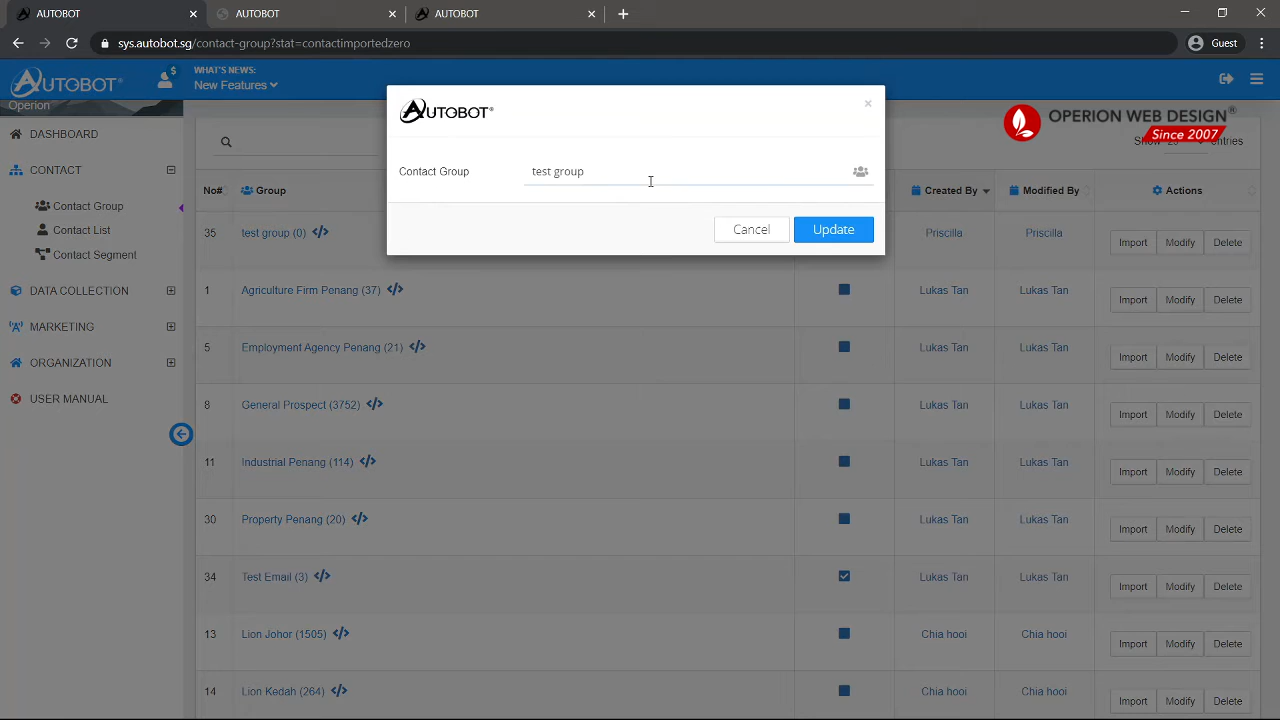 AUTOBOT
AUTOBOT
AUTOBOT
sys.autobot.sg/contact-group?stat=contactimportedzero
Guest
AUTOBOT
$
WHAT'S NEWS:
New Features
Operion
DASHBOARD
CONTACT
Contact Group
Contact List
Contact Segment
DATA COLLECTION
MARKETING
ORGANIZATION
USER MANUAL
AUTOBOT®
×
Contact Group
test group
Cancel
Update
OPERION WEB DESIGN®
Since 2007
Show 25 entries
No# Group Created By Modified By Actions
35 test group (0) </> Priscilla Priscilla Import Modify Delete
1 Agriculture Firm Penang (37) </> Lukas Tan Lukas Tan Import Modify Delete
5 Employment Agency Penang (21) </> Lukas Tan Lukas Tan Import Modify Delete
8 General Prospect (3752) </> Lukas Tan Lukas Tan Import Modify Delete
11 Industrial Penang (114) </> Lukas Tan Lukas Tan Import Modify Delete
30 Property Penang (20) </> Lukas Tan Lukas Tan Import Modify Delete
34 Test Email (3) </> Lukas Tan Lukas Tan Import Modify Delete
13 Lion Johor (1505) </> Chia hooi Chia hooi Import Modify Delete
14 Lion Kedah (264) </> Chia hooi Chia hooi Import Modify Delete